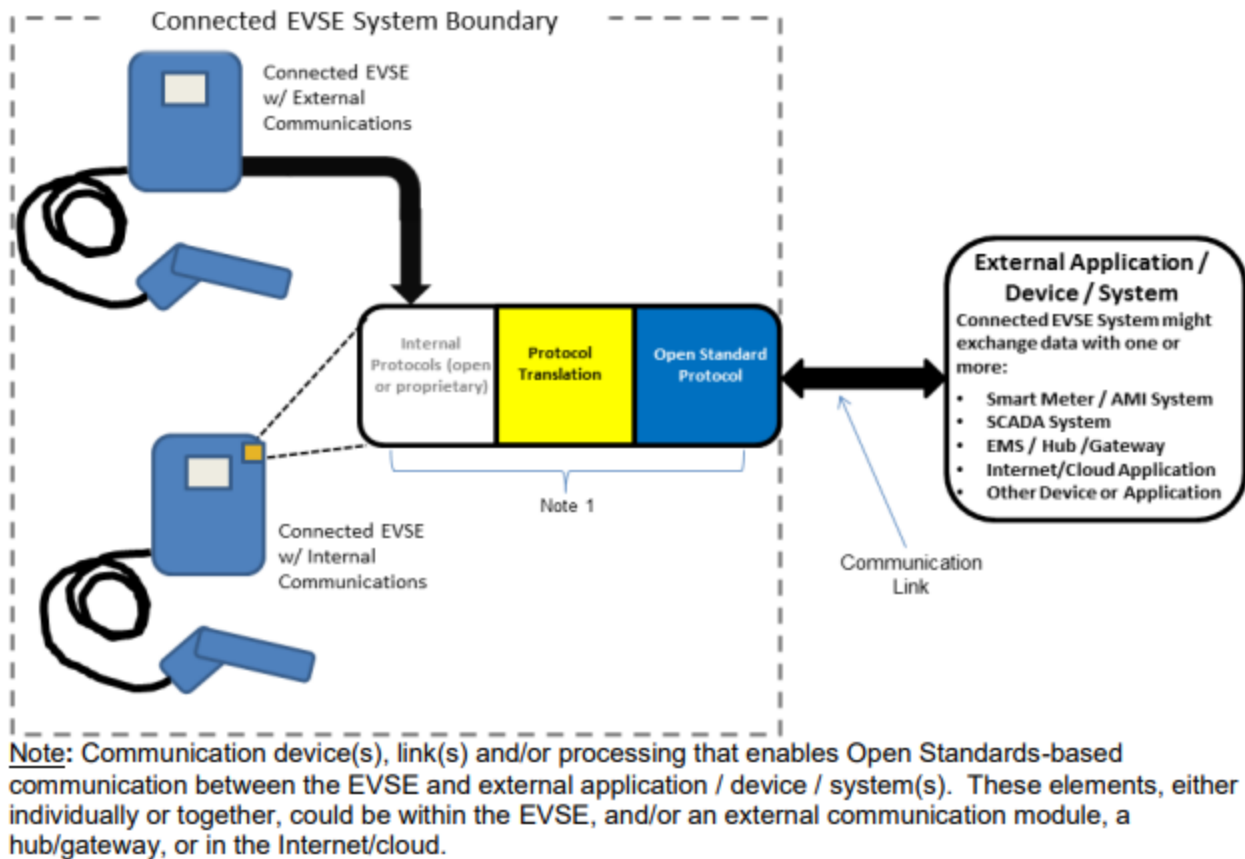 Connected EVSE System Boundary
Connected EVSE
w/ External
Communications
Internal
Protocols (open
or proprietary)
Protocol
Translation
Open Standard
Protocol
Note 1
Connected EVSE
w/ Internal
Communications
External Application /
Device / System
Connected EVSE System might
exchange data with one or
more:
• Smart Meter / AMI System
• SCADA System
• EMS / Hub /Gateway
• Internet/Cloud Application
• Other Device or Application
Communication
Link
Note: Communication device(s), link(s) and/or processing that enables Open Standards-based
communication between the EVSE and external application / device / system(s). These elements, either
individually or together, could be within the EVSE, and/or an external communication module, a
hub/gateway, or in the Internet/cloud.